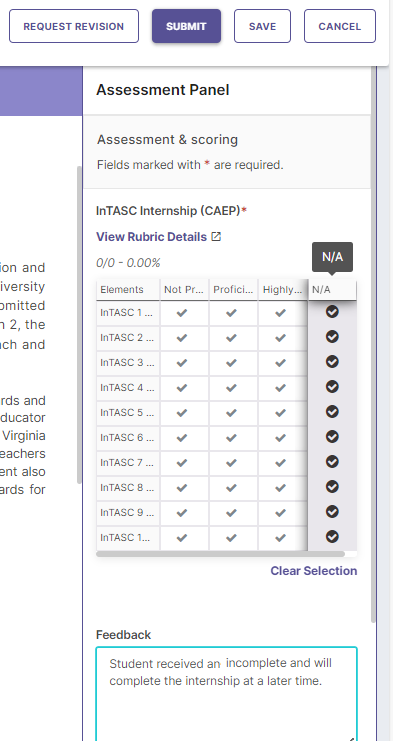 REQUEST REVISION SUBMIT SAVE CANCEL
Assessment Panel
Assessment & scoring
Fields marked with * are required.
InTASC Internship (CAEP)*
View Rubric Details
N/A
0/0 - 0.00%
Elements Not Pr... Profici... Highly... N/A
InTASC 1 ...
InTASC 2 ...
InTASC 3 ...
InTASC 4 ...
InTASC 5 ...
InTASC 6 ...
InTASC 7 ...
InTASC 8 ...
InTASC 9 ...
InTASC 1...
Clear Selection
Feedback
Student received an incomplete and will
complete the internship at a later time.
ion and
iversity
omitted
n 2, the
ach and
rds and
ducator
Virginia
eachers
ent also
ards for